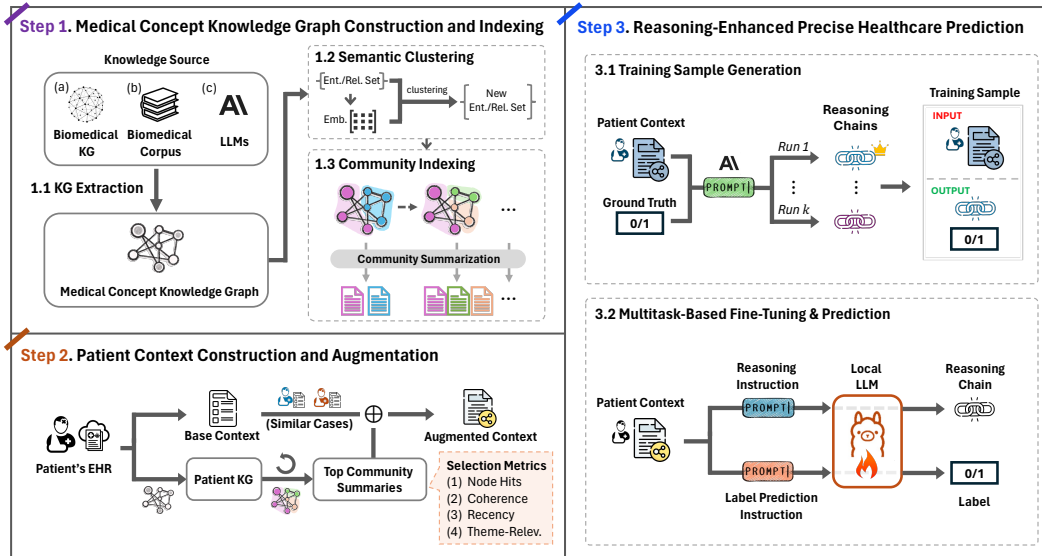 Step 1. Medical Concept Knowledge Graph Construction and Indexing
Knowledge Source
(a)
(b)
(c)
Biomedical
KG
Biomedical
Corpus
LLMs
1.1 KG Extraction
Medical Concept Knowledge Graph
1.2 Semantic Clustering
Ent./Rel. Set
Emb.
clustering
New
Ent./Rel. Set
1.3 Community Indexing
...
Community Summarization
...
Step 2. Patient Context Construction and Augmentation
Patient's EHR
Base Context
(Similar Cases)
Augmented Context
Patient KG
Top Community
Summaries
Selection Metrics
(1) Node Hits
(2) Coherence
(3) Recency
(4) Theme-Relev.
Step 3. Reasoning-Enhanced Precise Healthcare Prediction
3.1 Training Sample Generation
Patient Context
Ground Truth
0/1
A\
PROMPT
Run 1
Run k
Reasoning
Chains
Training Sample
INPUT
OUTPUT
0/1
3.2 Multitask-Based Fine-Tuning & Prediction
Patient Context
Reasoning
Instruction
PROMPT
PROMPT
Label Prediction
Instruction
Local
LLM
Reasoning
Chain
0/1
Label